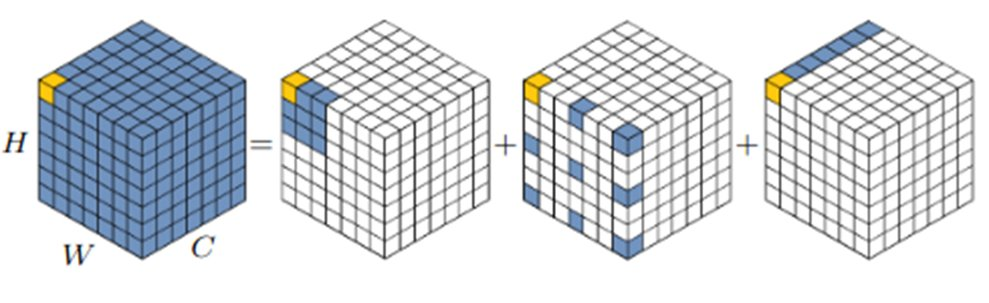 H = + +
W C